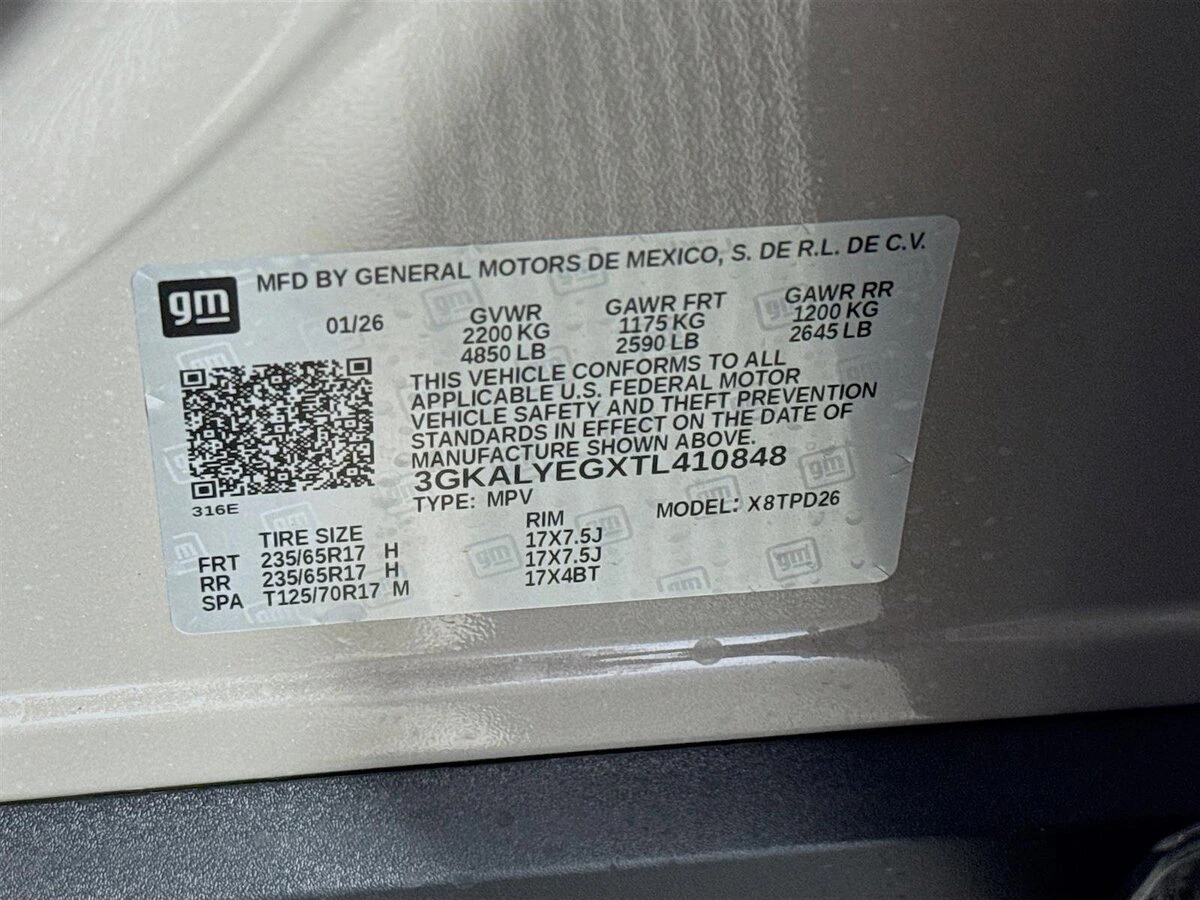 gm
MFD BY GENERAL MOTORS DE MEXICO, S. DE R.L. DE C.V.
01/26
GVWR GAWR FRT GAWR RR
2200 KG 1175 KG 1200 KG
4850 LB 2590 LB 2645 LB
THIS VEHICLE CONFORMS TO ALL
APPLICABLE U.S. FEDERAL MOTOR
VEHICLE SAFETY AND THEFT PREVENTION
STANDARDS IN EFFECT ON THE DATE OF
MANUFACTURE SHOWN ABOVE.
3GKALYEGXTL410848
316E
TYPE: MPV MODEL: X8TPD26
TIRE SIZE RIM
FRT 235/65R17 H 17X7.5J
RR 235/65R17 H 17X7.5J
SPA T125/70R17 M 17X4BT